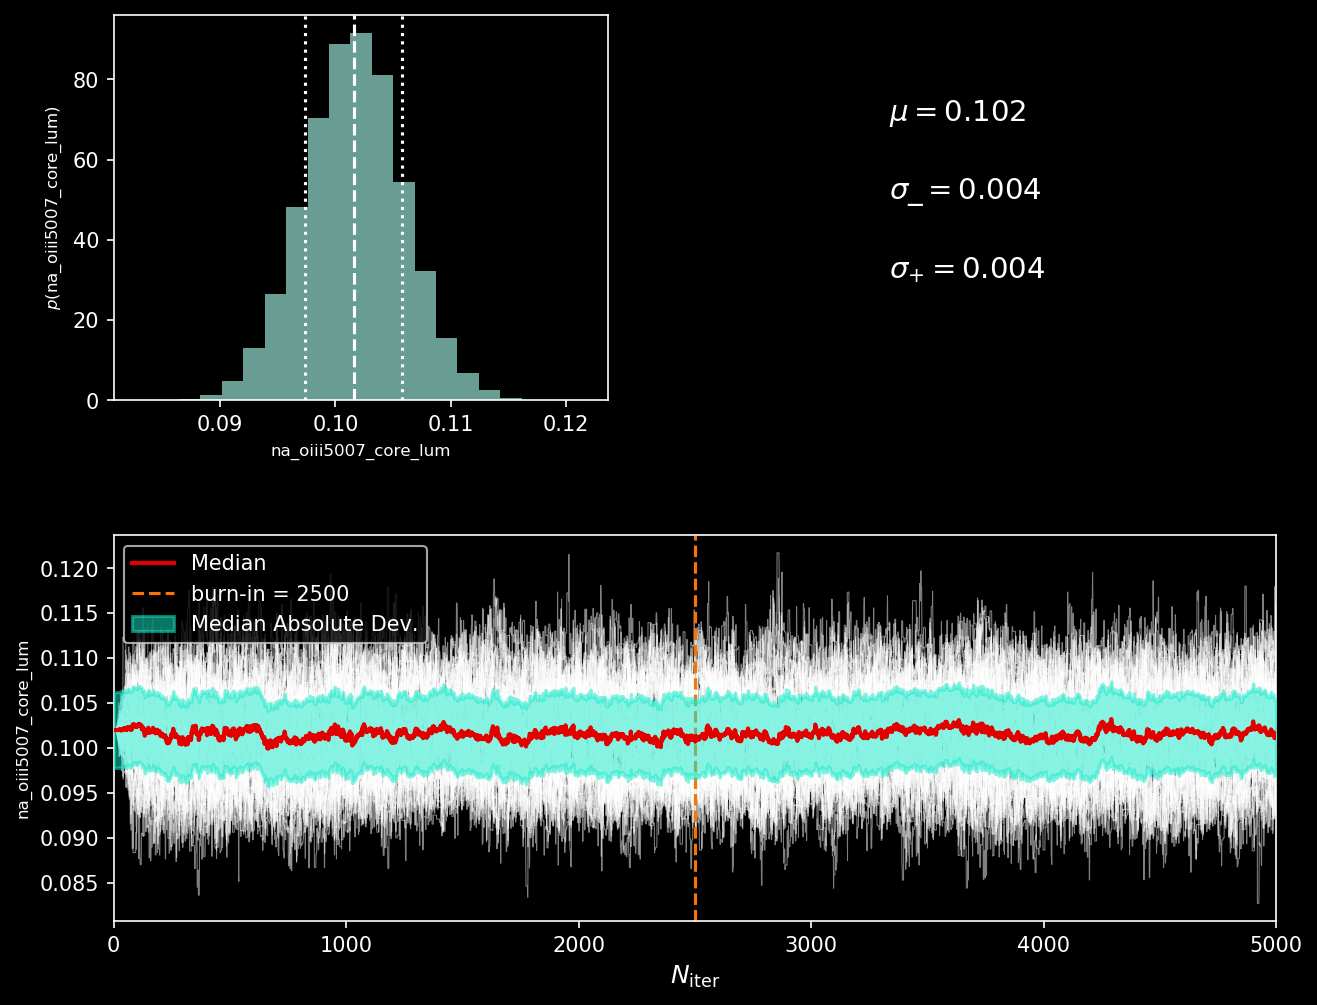 80
60
40
20
0
p(na_oiii5007_core_lum)
0.09 0.10 0.11 0.12
na_oiii5007_core_lum
μ = 0.102
σ_ = 0.004
σ+ = 0.004
Median
burn-in = 2500
Median Absolute Dev.
0.120
0.115
0.110
0.105
0.100
0.095
0.090
0.085
na_oiii5007_core_lum
0 1000 2000 3000 4000 5000
Niter